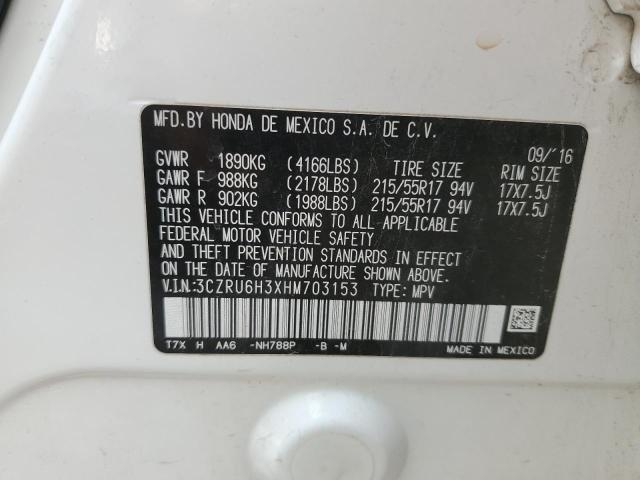 MFD.BY HONDA DE MEXICO S.A. DE C.V.
09/'16
GVWR 1890KG (4166LBS) TIRE SIZE RIM SIZE
GAWR F 988KG (2178LBS) 215/55R17 94V 17X7.5J
GAWR R 902KG (1988LBS) 215/55R17 94V 17X7.5J
THIS VEHICLE CONFORMS TO ALL APPLICABLE
FEDERAL MOTOR VEHICLE SAFETY
AND THEFT PREVENTION STANDARDS IN EFFECT
ON THE DATE OF MANUFACTURE SHOWN ABOVE.
V.I.N:3CZRU6H3XHM703153 TYPE: MPV
T7X H AA6 -NH788P -B -M MADE IN MEXICO